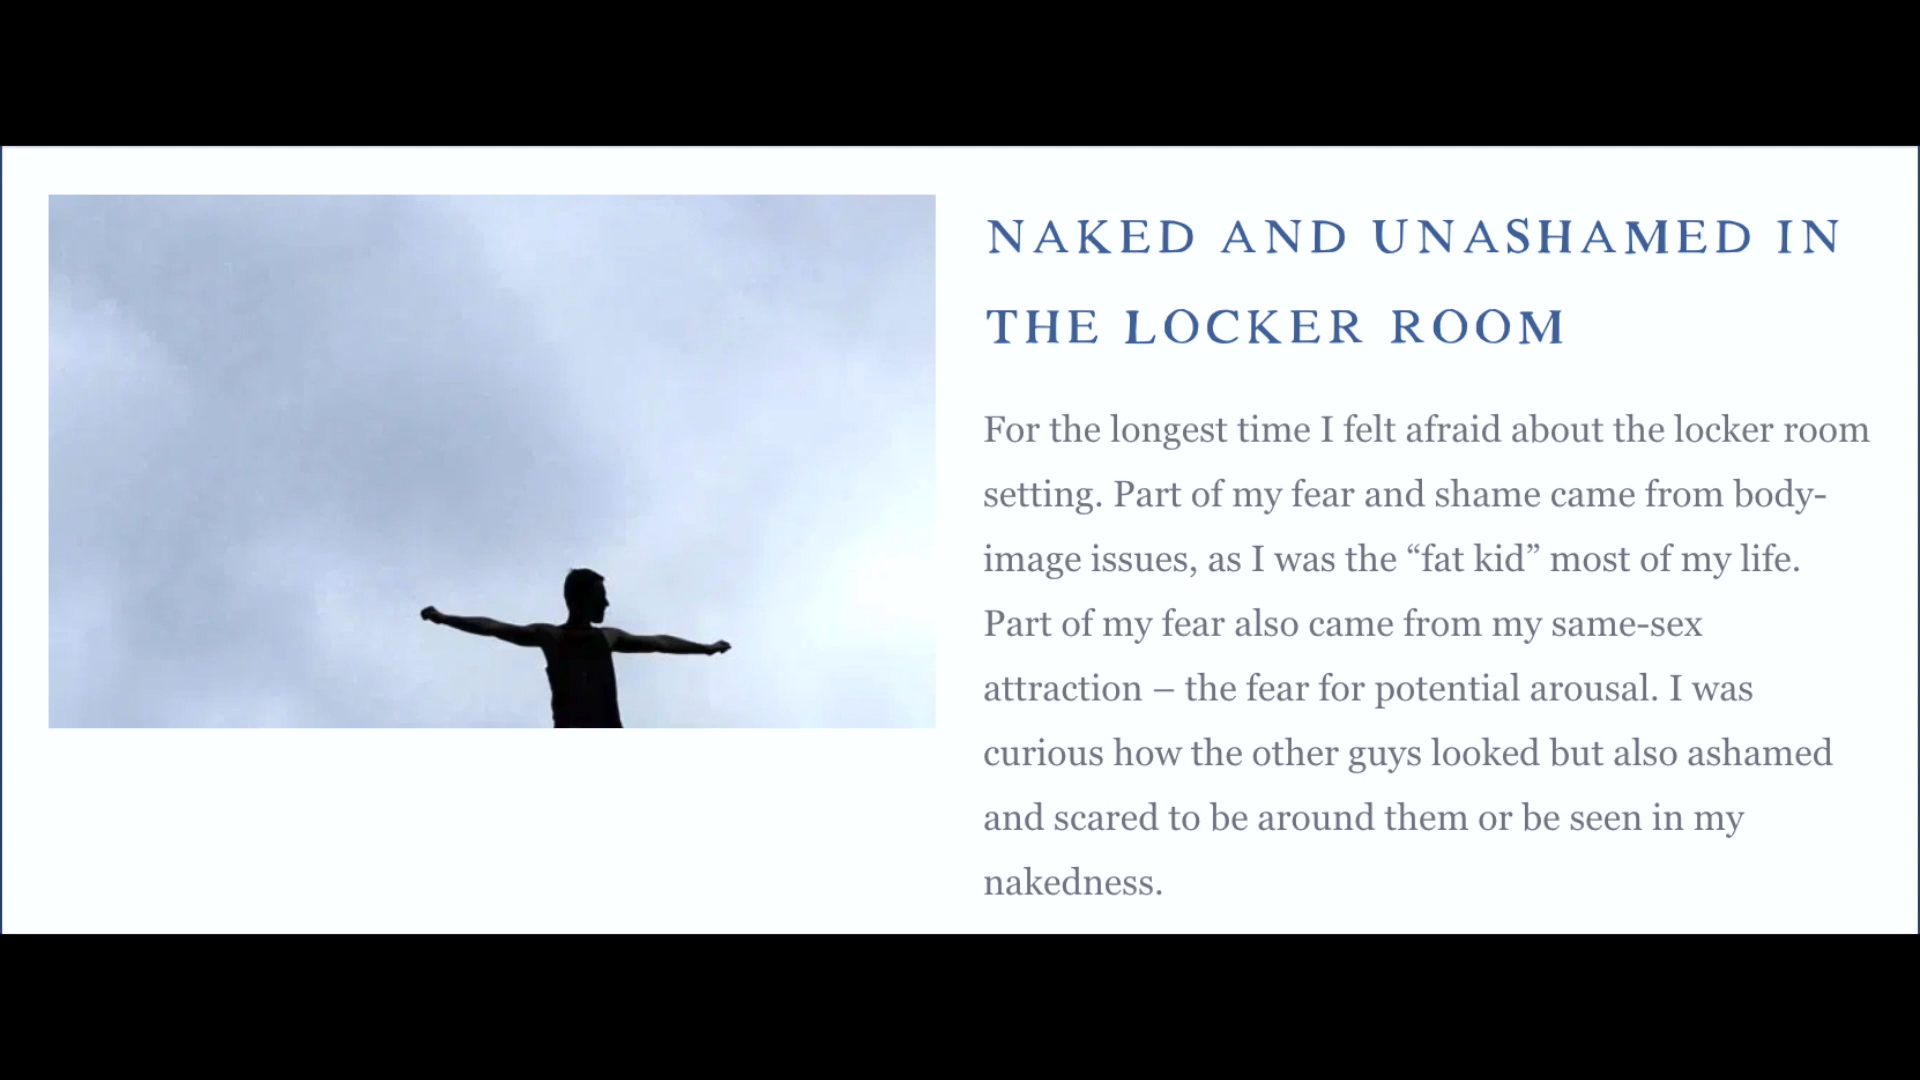 NAKED AND UNASHAMED IN
THE LOCKER ROOM
For the longest time I felt afraid about the locker room
setting. Part of my fear and shame came from body-
image issues, as I was the “fat kid” most of my life.
Part of my fear also came from my same-sex
attraction – the fear for potential arousal. I was
curious how the other guys looked but also ashamed
and scared to be around them or be seen in my
nakedness.